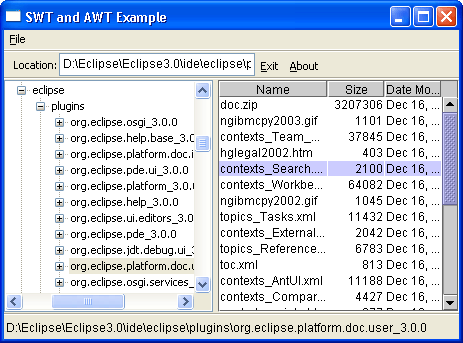 SWT and AWT Example
File
Location: D:\Eclipse\Eclipse3.0\ide\eclipse\p Exit About
eclipse
plugins
org.eclipse.osgi_3.0.0
org.eclipse.help.base_3.0
org.eclipse.platform.doc.i
org.eclipse.pde.ui_3.0.0
org.eclipse.platform_3.0.0
org.eclipse.help_3.0.0
org.eclipse.ui.editors_3.0
org.eclipse.pde_3.0.0
org.eclipse.jdt.debug.ui_3
org.eclipse.platform.doc.u
org.eclipse.osgi.services_
Name Size Date Mo...
doc.zip 3207306 Dec 16, ...
ngibmcpy2003.gif 1101 Dec 16, ...
contexts_Team_... 37845 Dec 16, ...
hglegal2002.htm 403 Dec 16, ...
contexts_Search.... 2100 Dec 16, ...
contexts_Workbe... 64082 Dec 16, ...
ngibmcpy2002.gif 1045 Dec 16, ...
topics_Tasks.xml 11432 Dec 16, ...
contexts_External... 2042 Dec 16, ...
topics_Reference... 6783 Dec 16, ...
toc.xml 813 Dec 16, ...
contexts_AntUI.xml 11188 Dec 16, ...
contexts_Compar... 4427 Dec 16, ...
D:\Eclipse\Eclipse3.0\ide\eclipse\plugins\org.eclipse.platform.doc.user_3.0.0